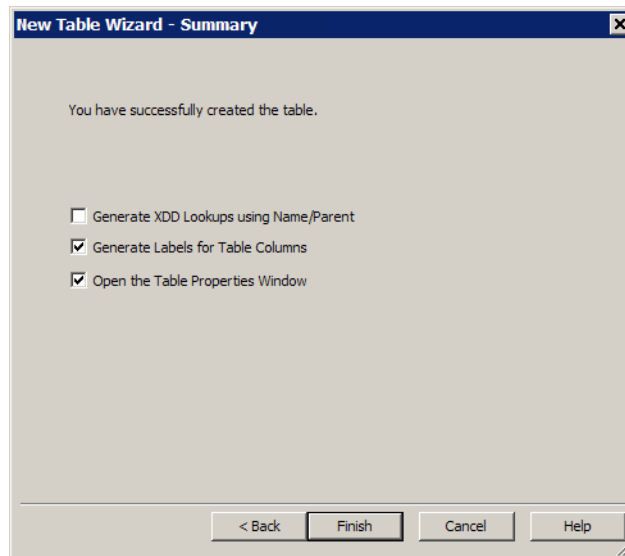 New Table Wizard - Summary
You have successfully created the table.
Generate XDD Lookups using Name/Parent
Generate Labels for Table Columns
Open the Table Properties Window
< Back Finish Cancel Help